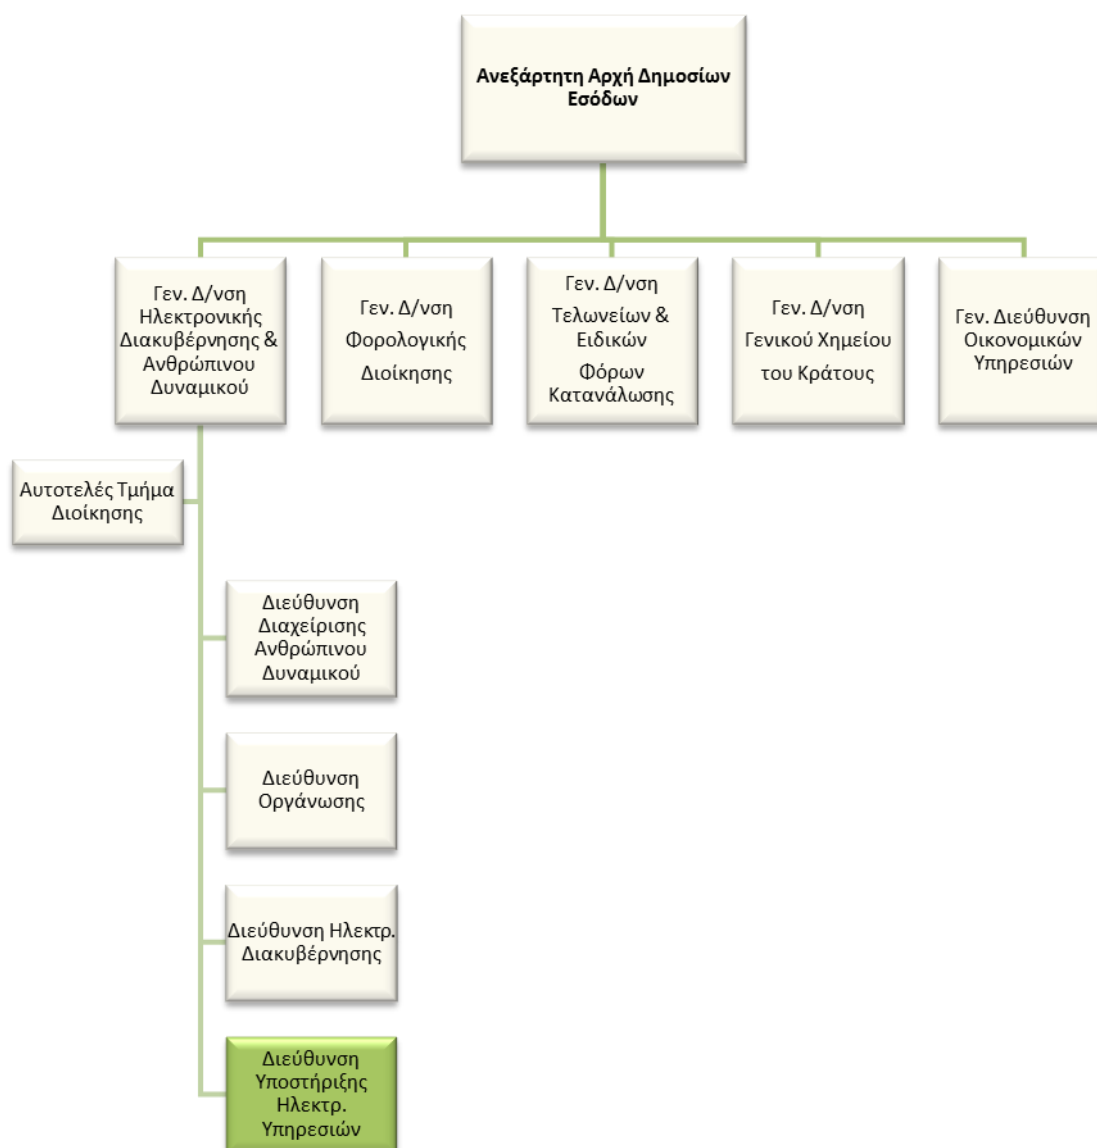 Ανεξάρτητη Αρχή Δημοσίων
Εσόδων
Γεν. Δ/νση
Ηλεκτρονικής
Διακυβέρνησης &
Ανθρώπινου
Δυναμικού
Γεν. Δ/νση
Φορολογικής
Διοίκησης
Γεν. Δ/νση
Τελωνείων &
Ειδικών
Φόρων
Κατανάλωσης
Γεν. Δ/νση
Γενικού Χημείου
του Κράτους
Γεν. Διεύθυνση
Οικονομικών
Υπηρεσιών
Αυτοτελές Τμήμα
Διοίκησης
Διεύθυνση
Διαχείρισης
Ανθρώπινου
Δυναμικού
Διεύθυνση
Οργάνωσης
Διεύθυνση Ηλεκτρ.
Διακυβέρνησης
Διεύθυνση
Υποστήριξης
Ηλεκτρ.
Υπηρεσιών